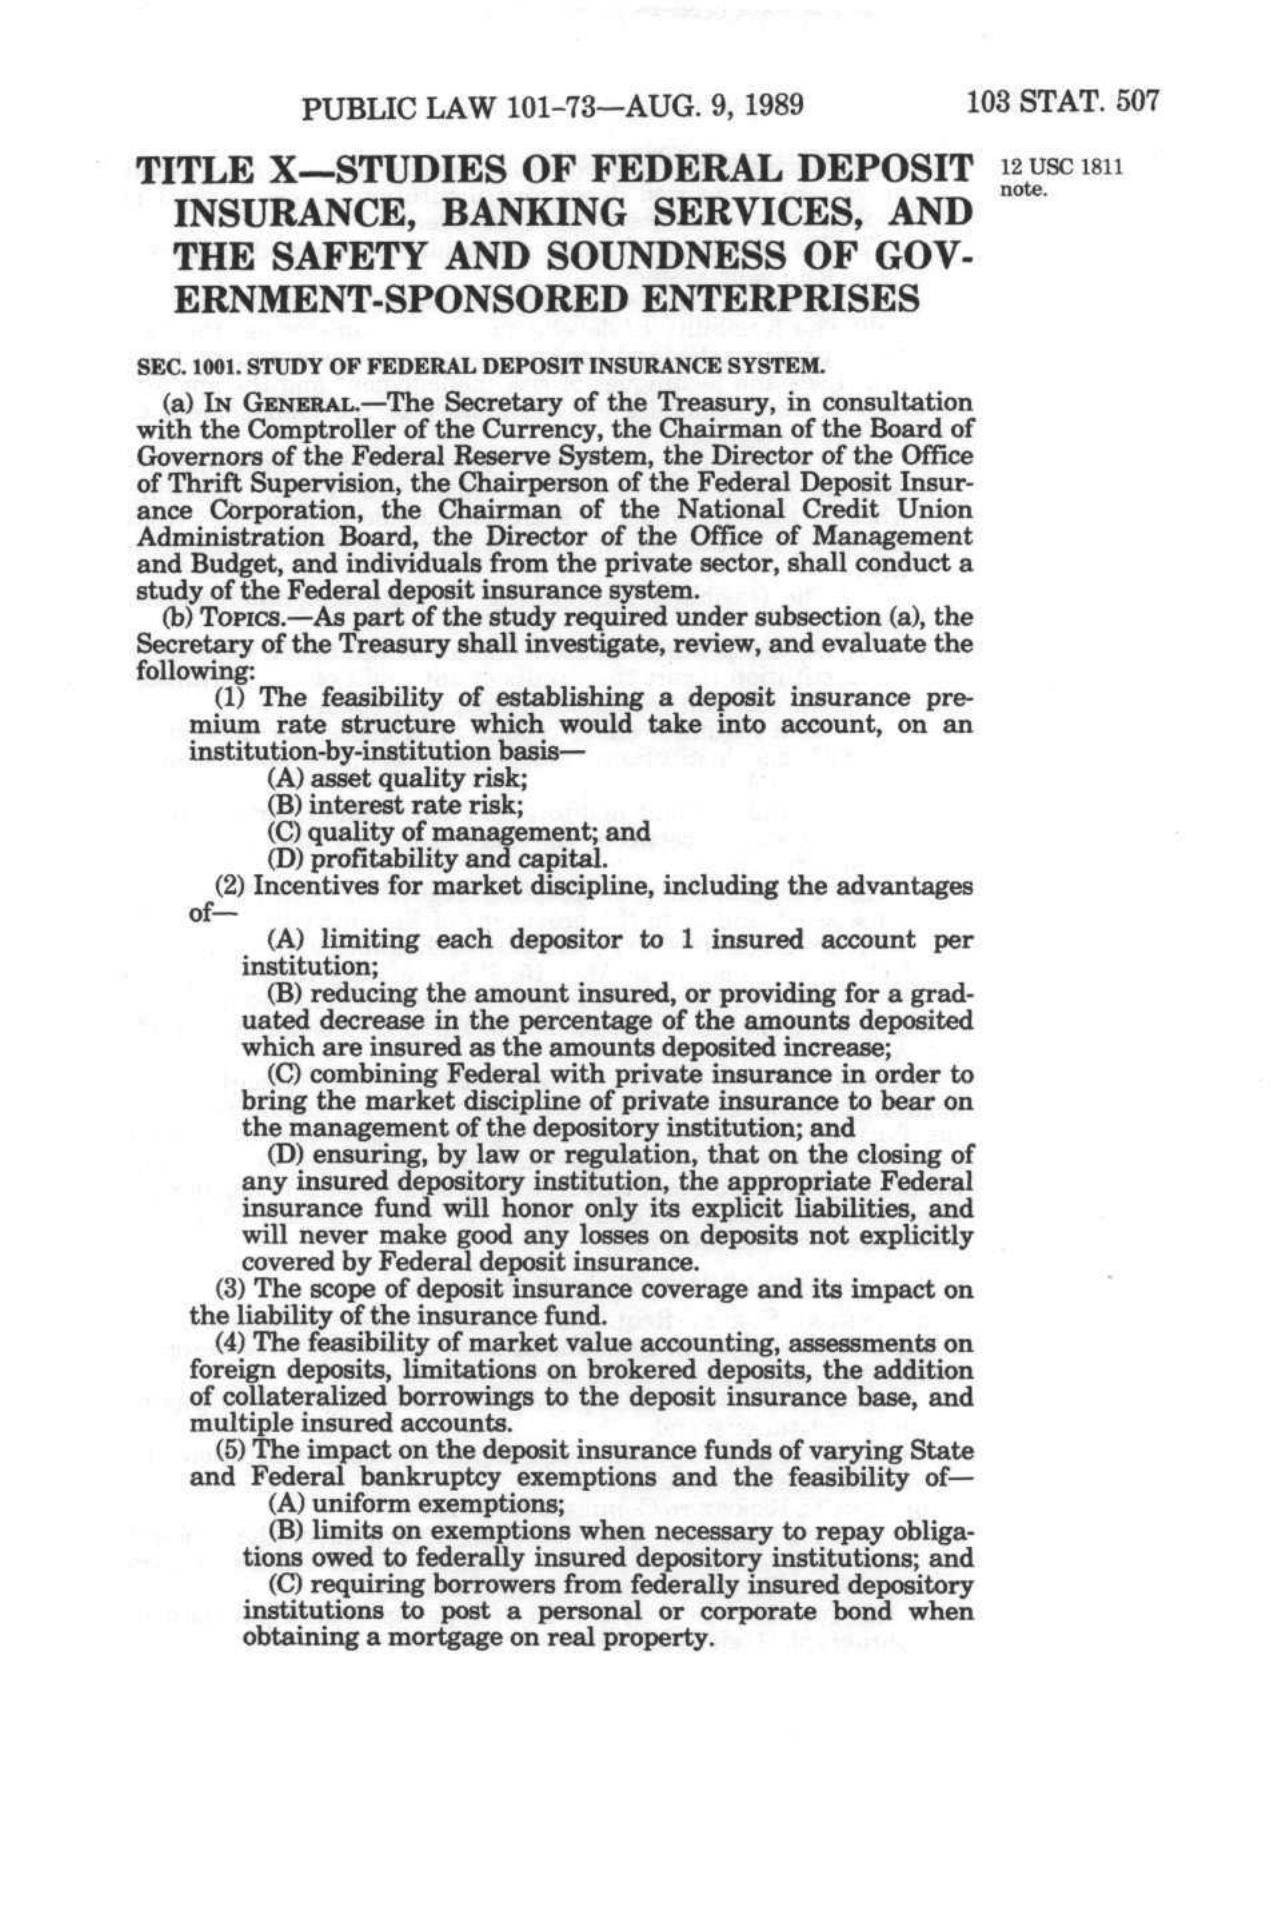 PUBLIC LAW 101-73—AUG. 9, 1989
103 STAT. 507
TITLE X—STUDIES OF FEDERAL DEPOSIT
INSURANCE, BANKING SERVICES, AND
THE SAFETY AND SOUNDNESS OF GOV-
ERNMENT-SPONSORED ENTERPRISES
12 USC 1811
note.
SEC. 1001. STUDY OF FEDERAL DEPOSIT INSURANCE SYSTEM.
(a) IN GENERAL.—The Secretary of the Treasury, in consultation
with the Comptroller of the Currency, the Chairman of the Board of
Governors of the Federal Reserve System, the Director of the Office
of Thrift Supervision, the Chairperson of the Federal Deposit Insur-
ance Corporation, the Chairman of the National Credit Union
Administration Board, the Director of the Office of Management
and Budget, and individuals from the private sector, shall conduct a
study of the Federal deposit insurance system.
(b) TOPICS.—As part of the study required under subsection (a), the
Secretary of the Treasury shall investigate, review, and evaluate the
following:
(1) The feasibility of establishing a deposit insurance pre-
mium rate structure which would take into account, on an
institution-by-institution basis—
(A) asset quality risk;
(B) interest rate risk;
(C) quality of management; and
(D) profitability and capital.
(2) Incentives for market discipline, including the advantages
of—
(A) limiting each depositor to 1 insured account per
institution;
(B) reducing the amount insured, or providing for a grad-
uated decrease in the percentage of the amounts deposited
which are insured as the amounts deposited increase;
(C) combining Federal with private insurance in order to
bring the market discipline of private insurance to bear on
the management of the depository institution; and
(D) ensuring, by law or regulation, that on the closing of
any insured depository institution, the appropriate Federal
insurance fund will honor only its explicit liabilities, and
will never make good any losses on deposits not explicitly
covered by Federal deposit insurance.
(3) The scope of deposit insurance coverage and its impact on
the liability of the insurance fund.
(4) The feasibility of market value accounting, assessments on
foreign deposits, limitations on brokered deposits, the addition
of collateralized borrowings to the deposit insurance base, and
multiple insured accounts.
(5) The impact on the deposit insurance funds of varying State
and Federal bankruptcy exemptions and the feasibility of—
(A) uniform exemptions;
(B) limits on exemptions when necessary to repay obliga-
tions owed to federally insured depository institutions; and
(C) requiring borrowers from federally insured depository
institutions to post a personal or corporate bond when
obtaining a mortgage on real property.